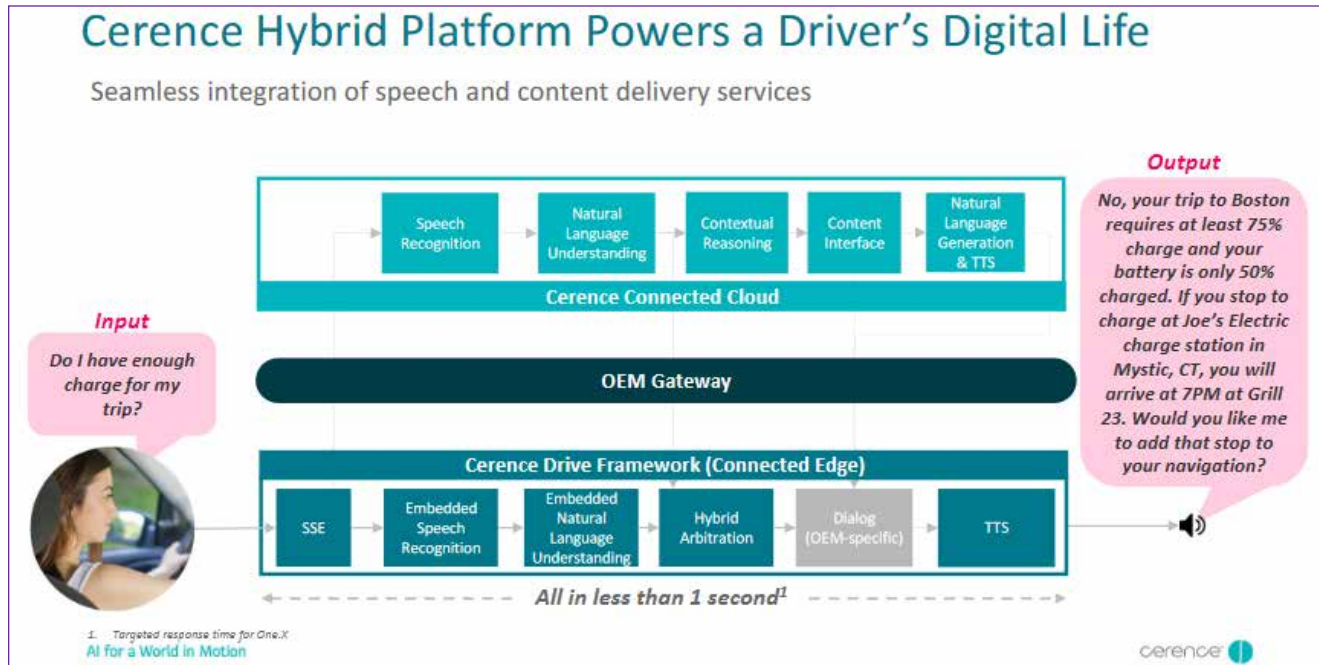 Cerence Hybrid Platform Powers a Driver's Digital Life
Seamless integration of speech and content delivery services
Input
Do I have enough
charge for my
trip?
Speech
Recognition
Natural
Language
Understanding
Contextual
Reasoning
Content
Interface
Natural
Language
Generation
& TTS
Cerence Connected Cloud
OEM Gateway
Cerence Drive Framework (Connected Edge)
SSE
Embedded
Speech
Recognition
Embedded
Natural
Language
Understanding
Hybrid
Arbitration
Dialog
(OEM-specific)
TTS
All in less than 1 second1
Output
No, your trip to Boston
requires at least 75%
charge and your
battery is only 50%
charged. If you stop to
charge at Joe's Electric
charge station in
Mystic, CT, you will
arrive at 7PM at Grill
23. Would you like me
to add that stop to
your navigation?
1. Targeted response time for One.X
AI for a World in Motion
cerence